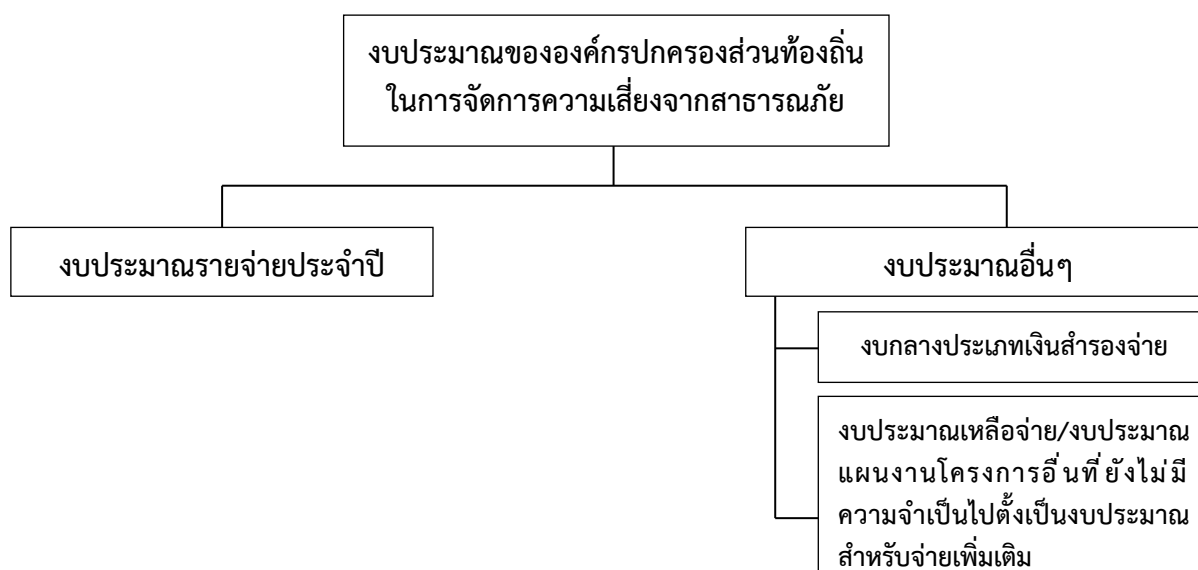 งบประมาณขององค์กรปกครองส่วนท้องถิ่น
ในการจัดการความเสี่ยงจากสาธารณภัย
งบประมาณรายจ่ายประจำปี
งบประมาณอื่นๆ
งบกลางประเภทเงินสำรองจ่าย
งบประมาณเหลือจ่าย/งบประมาณ
แผนงานโครงการอื่นที่ยังไม่มี
ความจำเป็นไปตั้งเป็นงบประมาณ
สำหรับจ่ายเพิ่มเติม